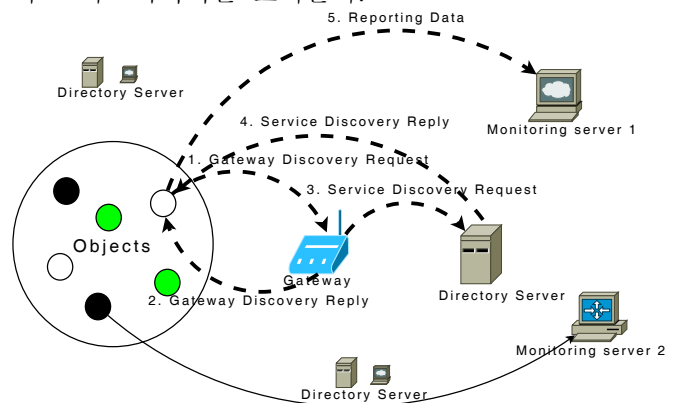 5. Reporting Data
Directory Server
Monitoring server 1
4. Service Discovery Reply
1. Gateway Discovery Request
3. Service Discovery Request
Objects
Gateway
2. Gateway Discovery Reply
Directory Server
Monitoring server 2
Directory Server